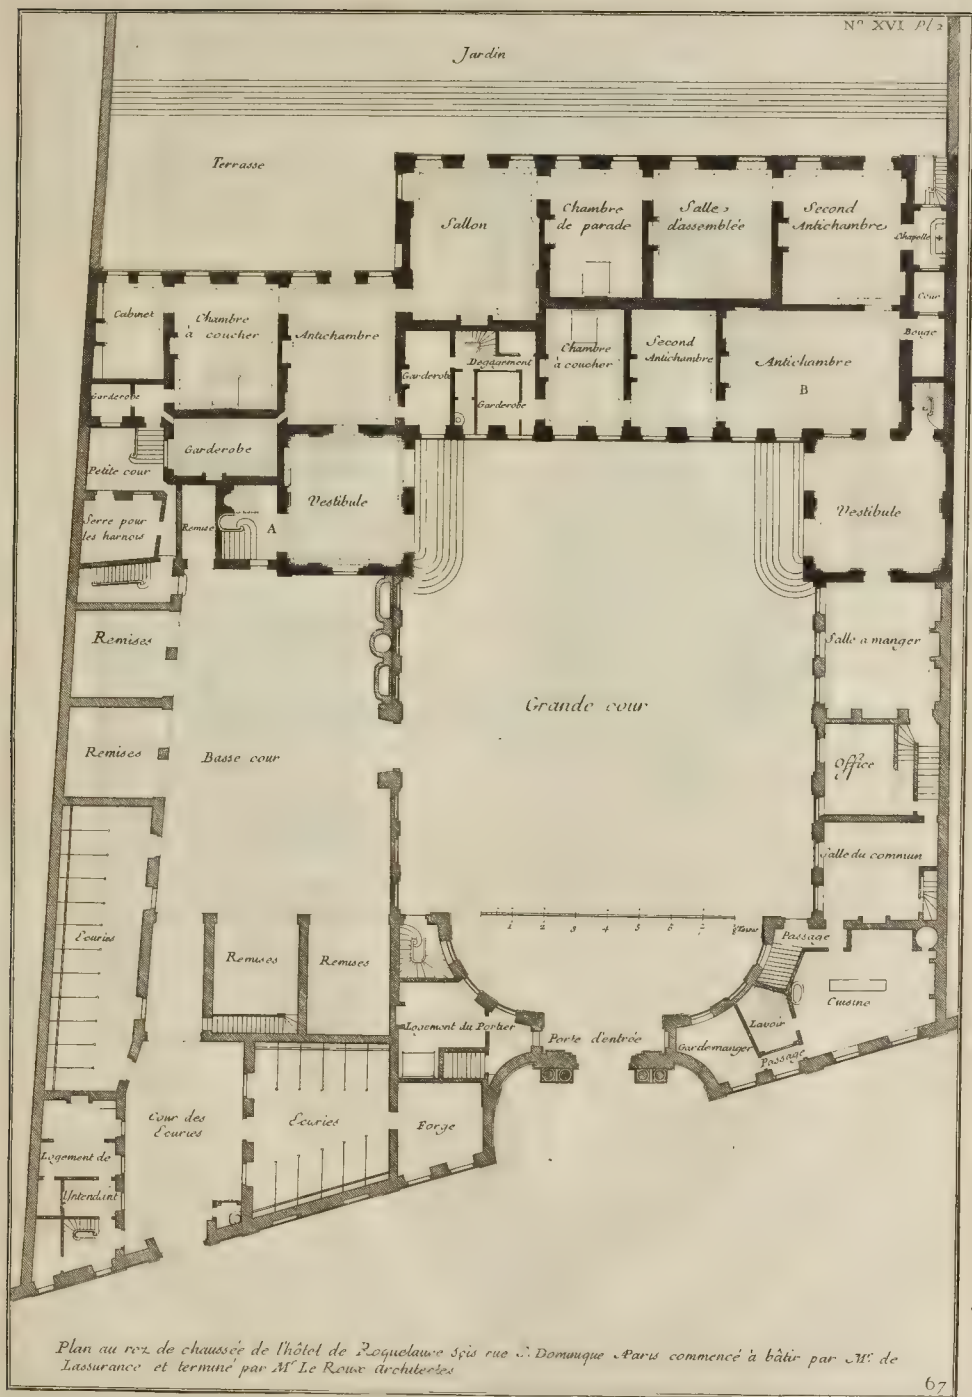 Nº XVI Pl 2
Jardin
Terrasse
Sallon
Chambre
de parade
Salle
d'assemblée
Second
Antichambre
Chapelle
Cour
Bouge
Cabinet
Chambre
à coucher
Antichambre
Garderobe
Dégagement
Garderobe
Chambre
à coucher
Second
Antichambre
Antichambre
B
Garderobe
Garderobe
Petite cour
Serre pour
les harnois
Remise
A
Vestibule
Vestibule
Remises
Remises
Basse cour
Grande cour
Salle a manger
Office
Salle du commun
Ecuries
Remises
Remises
1 2 3 4 5 6 7 8 Toises
Passage
Cuisine
Lavoir
Gardemanger
Passage
Logement du Portier
Porte d'entrée
Cour des
Ecuries
Ecuries
Forge
Logement de
l'Intendant
Plan au rez de chaussée de l'hôtel de Roquelaure Scis rue S. Dominique a Paris commencé à bâtir par Mr. de
Lassurance et terminé par Mr Le Roux Architectes
67